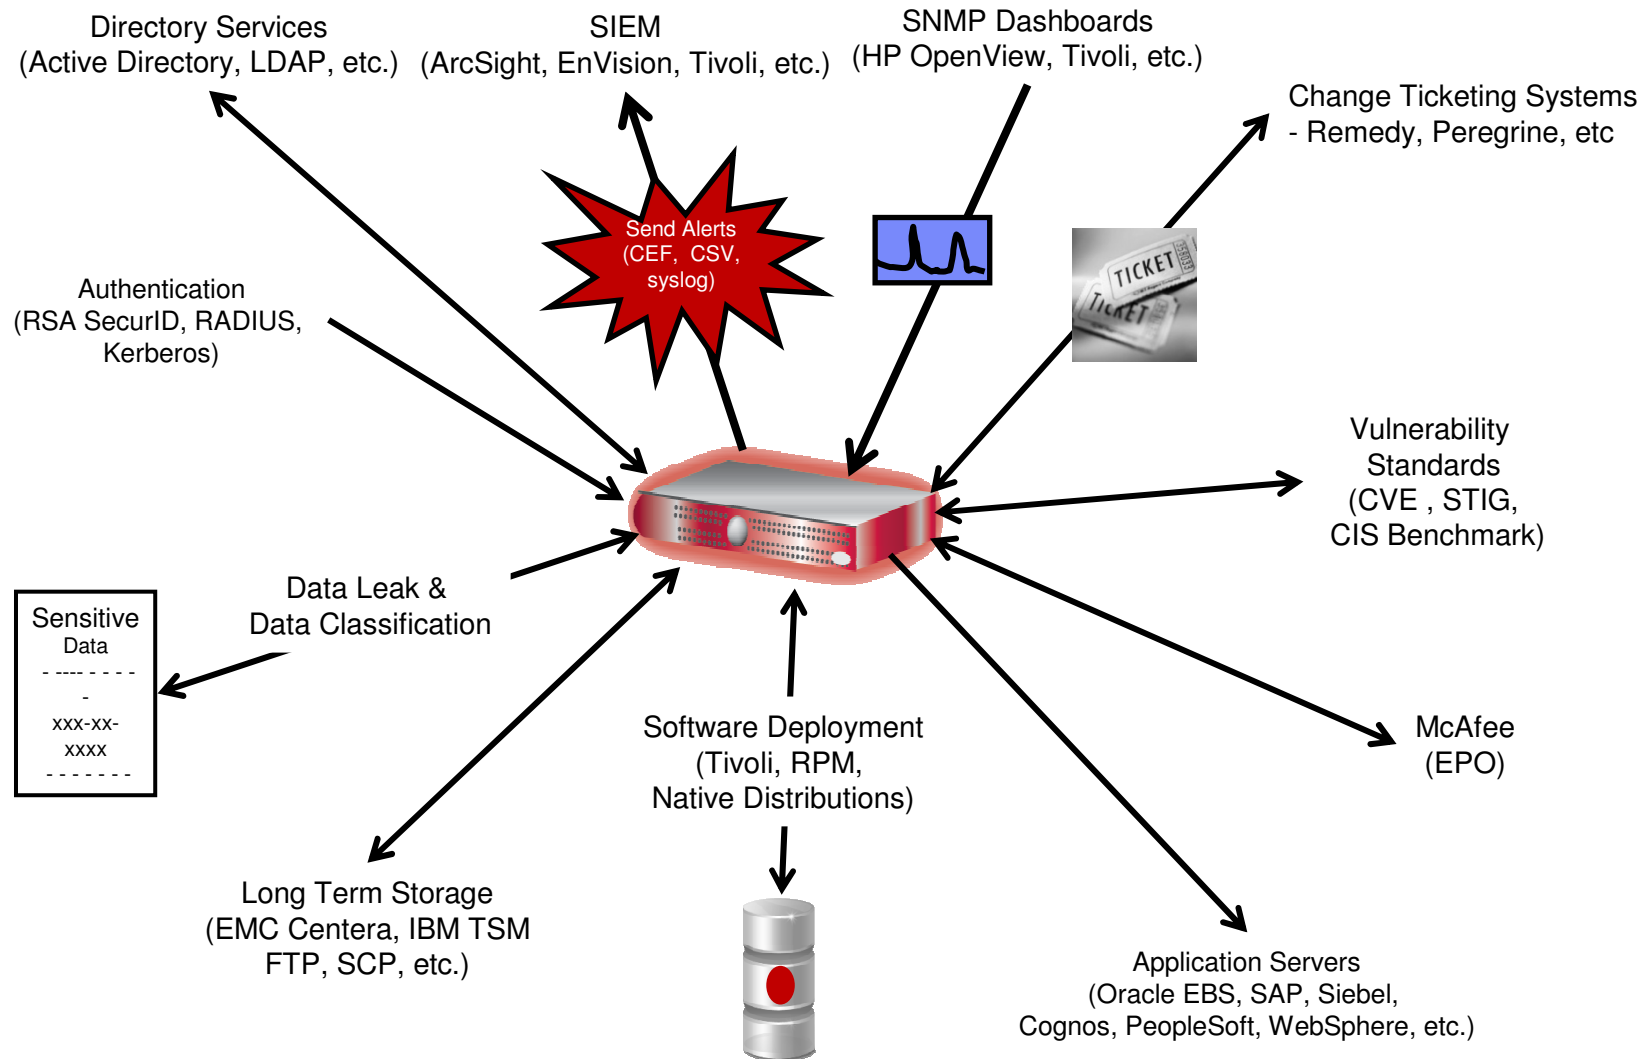 Directory Services
(Active Directory, LDAP, etc.)
SIEM
(ArcSight, EnVision, Tivoli, etc.)
SNMP Dashboards
(HP OpenView, Tivoli, etc.)
Change Ticketing Systems
- Remedy, Peregrine, etc
Send Alerts
(CEF, CSV,
syslog)
TICKET
358033
TICKET
Authentication
(RSA SecurID, RADIUS,
Kerberos)
Vulnerability
Standards
(CVE , STIG,
CIS Benchmark)
Data Leak &
Data Classification
Sensitive
Data
- ---- - - - -
-
xxx-xx-
xxxx
- - - - - - -
Software Deployment
(Tivoli, RPM,
Native Distributions)
McAfee
(EPO)
Long Term Storage
(EMC Centera, IBM TSM
FTP, SCP, etc.)
Application Servers
(Oracle EBS, SAP, Siebel,
Cognos, PeopleSoft, WebSphere, etc.)